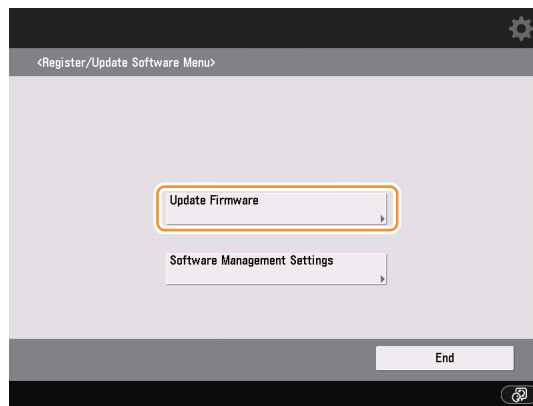 <Register/Update Software Menu>
Update Firmware
Software Management Settings
End